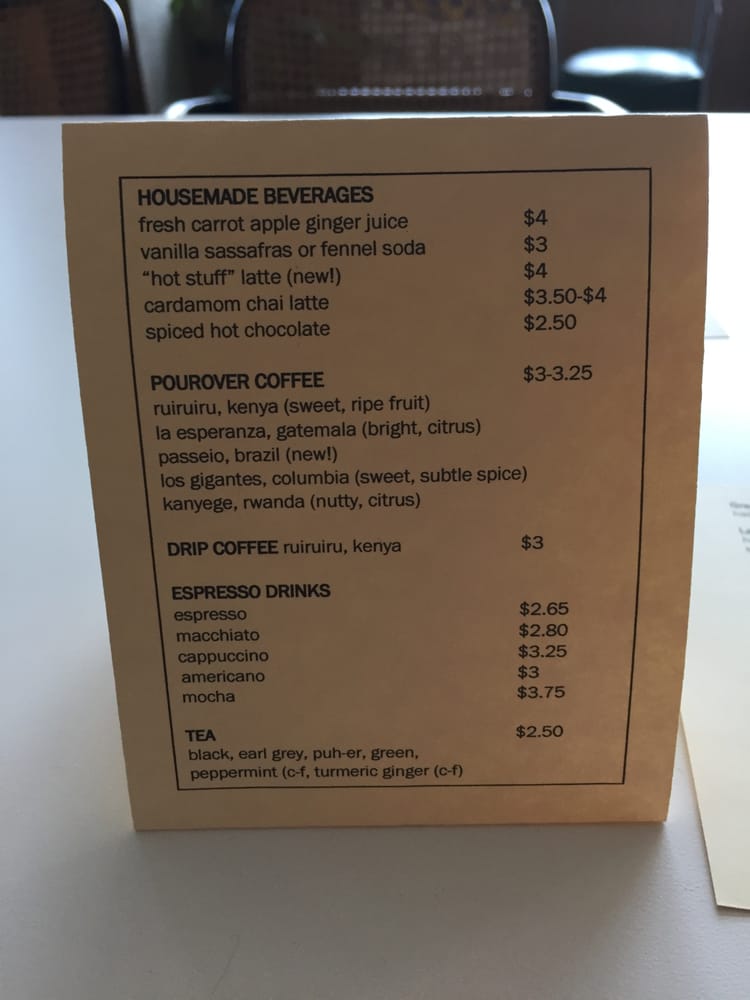 HOUSEMADE BEVERAGES
fresh carrot apple ginger juice $4
vanilla sassafras or fennel soda $3
“hot stuff” latte (new!) $4
cardamom chai latte $3.50-$4
spiced hot chocolate $2.50
POUROVER COFFEE $3-3.25
ruiruiru, kenya (sweet, ripe fruit)
la esperanza, gatemala (bright, citrus)
passeio, brazil (new!)
los gigantes, columbia (sweet, subtle spice)
kanyege, rwanda (nutty, citrus)
DRIP COFFEE ruiruiru, kenya $3
ESPRESSO DRINKS
espresso $2.65
macchiato $2.80
cappuccino $3.25
americano $3
mocha $3.75
TEA $2.50
black, earl grey, puh-er, green,
peppermint (c-f, turmeric ginger (c-f)